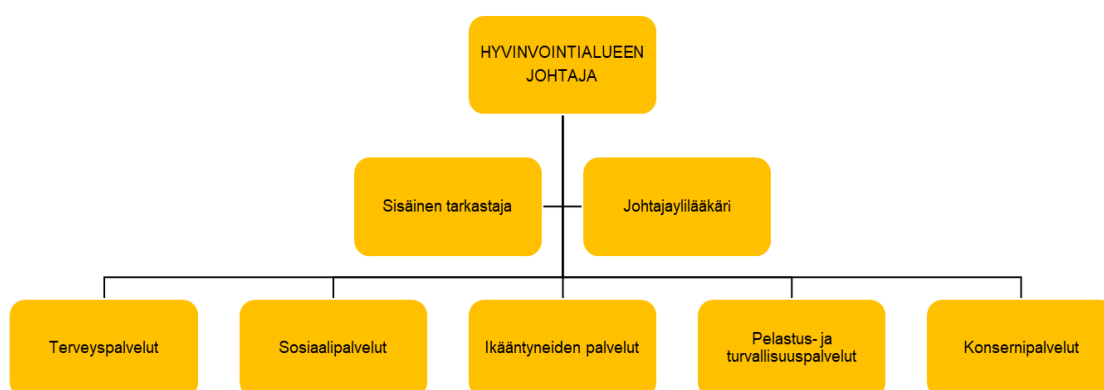 HYVINVOINTIALUEEN
JOHTAJA
Sisäinen tarkastaja
Johtajaylilääkäri
Terveyspalvelut
Sosiaalipalvelut
Ikääntyneiden palvelut
Pelastus- ja
turvallisuuspalvelut
Konsernipalvelut